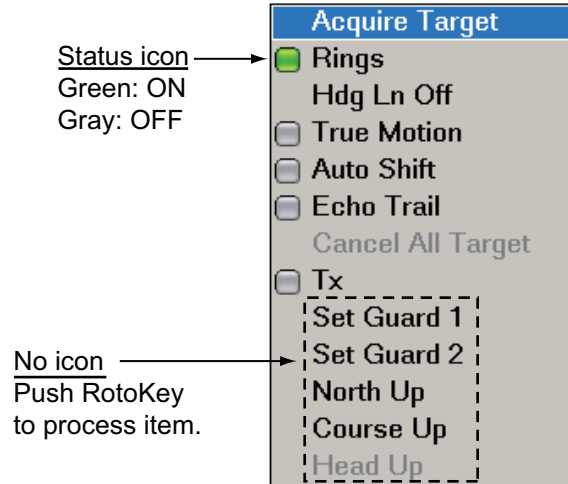 Status icon
Green: ON
Gray: OFF
No icon
Push RotoKey
to process item.
Acquire Target
Rings
Hdg Ln Off
True Motion
Auto Shift
Echo Trail
Cancel All Target
Tx
Set Guard 1
Set Guard 2
North Up
Course Up
Head Up